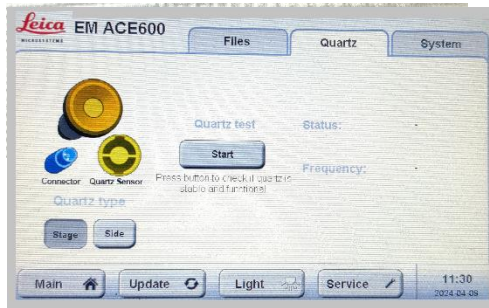 Leica EM ACE600
MICROSYSTEMS
Files
Quartz
System
Quartz test
Status:
-
Start
Frequency:
-
Connector
Quartz Sensor
Press button to check if quartz is
stable and functional
Quartz type
Stage
Side
Main
Update
Light
Service
11:30
2024-04-09